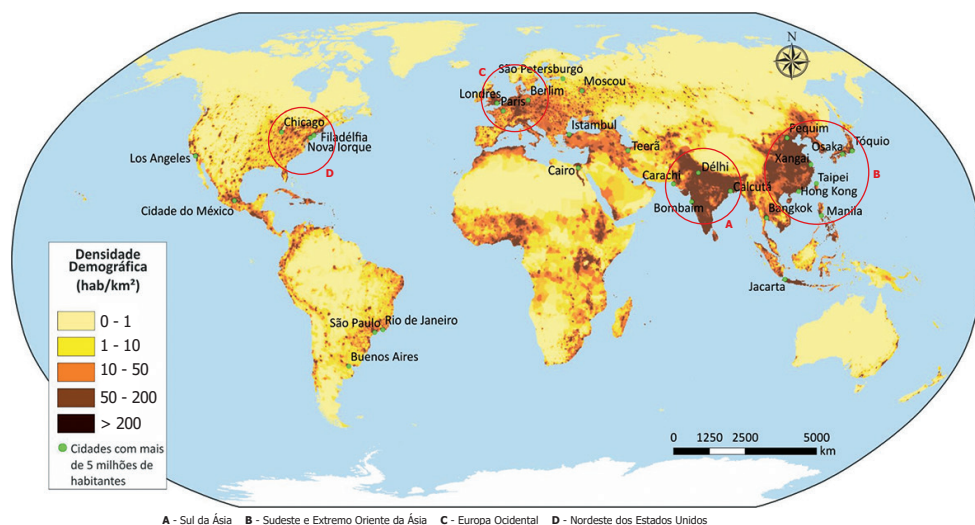 N
São Petersburgo
C
Moscou
Londres
Berlim
Paris
Chicago
Filadélfia
Nova Iorque
Istambul
Pequim
Tóquio
Osaka
Los Angeles
D
Teerã
Xangai
Délhi
B
Cairo
Carachi
Taipei
Calcutá
Hong Kong
Cidade do México
Bombaim
Bangkok
Manila
A
Densidade
Demográfica
(hab/km²)
0 - 1
1 - 10
10 - 50
50 - 200
> 200
Cidades com mais
de 5 milhões de
habitantes
Jacarta
São Paulo
Rio de Janeiro
Buenos Aires
0 1250 2500 5000
km
A - Sul da Ásia B - Sudeste e Extremo Oriente da Ásia C - Europa Ocidental D - Nordeste dos Estados Unidos